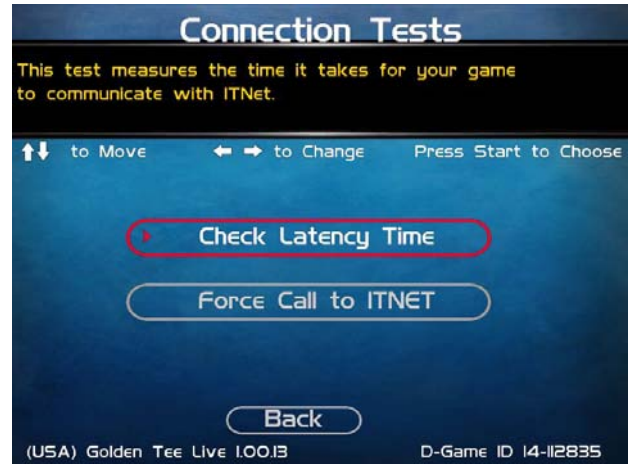 Connection Tests
This test measures the time it takes for your game
to communicate with ITNet.
to Move to Change Press Start to Choose
Check Latency Time
Force Call to ITNET
Back
(USA) Golden Tee Live 1.00.13 D-Game ID 14-112835